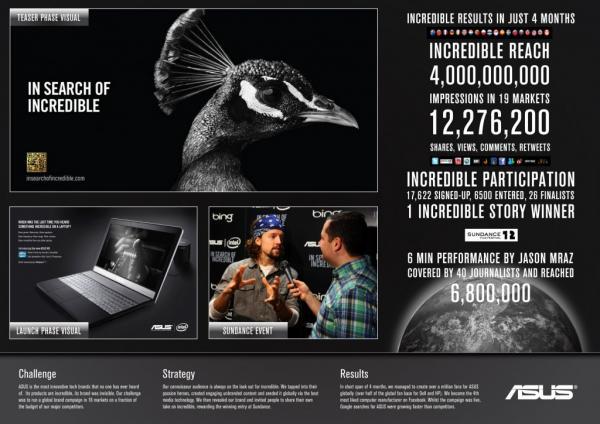 TEASER PHASE VISUAL
IN SEARCH OF
INCREDIBLE
insearchofincredible.com
WHEN WAS THE LAST TIME YOU HEARD
SOMETHING INCREDIBLE ON A LAPTOP?
ASUS
intel
LAUNCH PHASE VISUAL
bing
ASUS
intel
IN SEARCH OF
INCREDIBLE
SUNDANCE EVENT
INCREDIBLE RESULTS IN JUST 4 MONTHS
INCREDIBLE REACH
4,000,000,000
IMPRESSIONS IN 19 MARKETS
12,276,200
SHARES, VIEWS, COMMENTS, RETWEETS
INCREDIBLE PARTICIPATION
17,622 SIGNED-UP, 6500 ENTERED, 26 FINALISTS
1 INCREDIBLE STORY WINNER
SUNDANCE 12
6 MIN PERFORMANCE BY JASON MRAZ
COVERED BY 40 JOURNALISTS AND REACHED
6,800,000
Challenge
ASUS is the most innovative tech brands that no one has ever heard
of. Its products are incredible, its brand was invisible. Our challenge
was to run a global brand campaign in 18 markets on a fraction of
the budget of our major competitors.
Strategy
Our connoisseur audience is always on the look out for incredible. We tapped into their
passive heroes, created engaging unbranded content and seeded it globally via the best
media technology. We then revealed our brand and invited people to share their own
take on incredible, rewarding the winning entry at Sundance.
Results
In short span of 4 months, we managed to create over a million fans for ASUS
globally (over half of the global fan base for Dell and HP). We became the 4th
most liked computer manufacturer on Facebook. Whilst the campaign was live,
Google searches for ASUS were growing faster than competitors.
ASUS